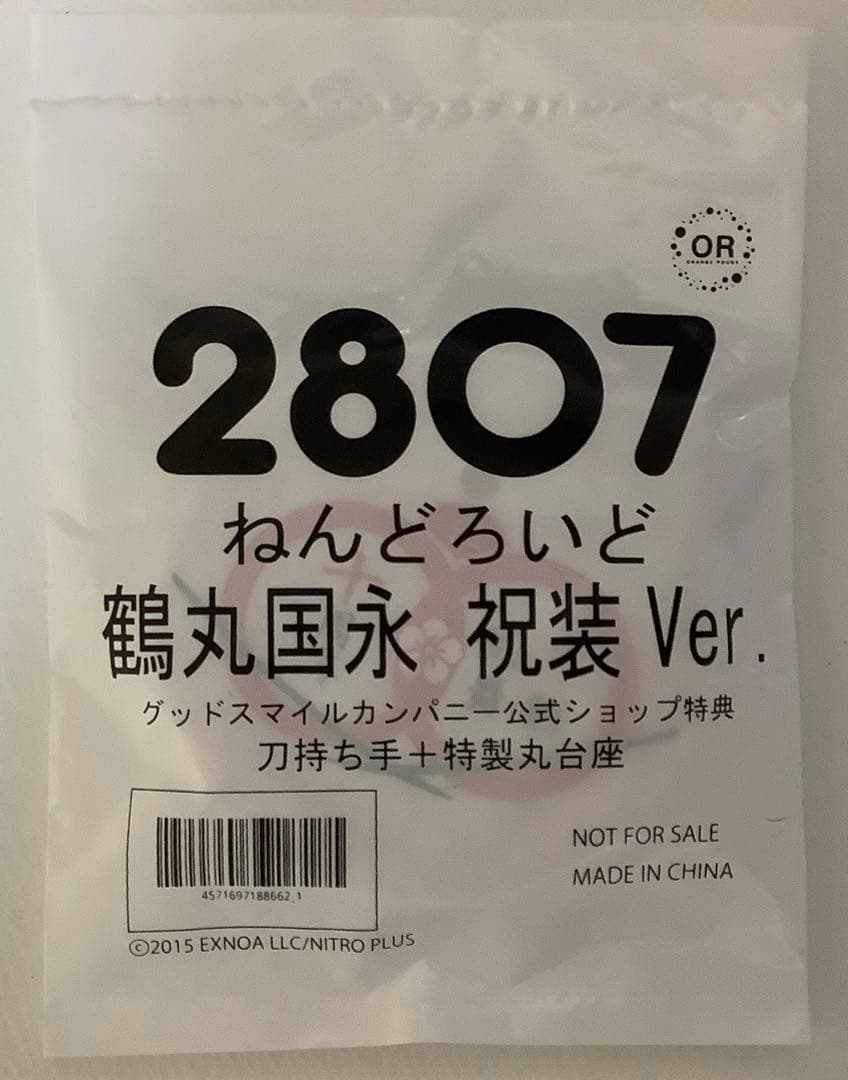 OR
ORANGE ROUGE
2807
ねんどろいど
鶴丸国永 祝装 Ver.
グッドスマイルカンパニー公式ショップ特典
刀持ち手＋特製丸台座
4571697188662_1
NOT FOR SALE
MADE IN CHINA
©2015 EXNOA LLC/NITRO PLUS